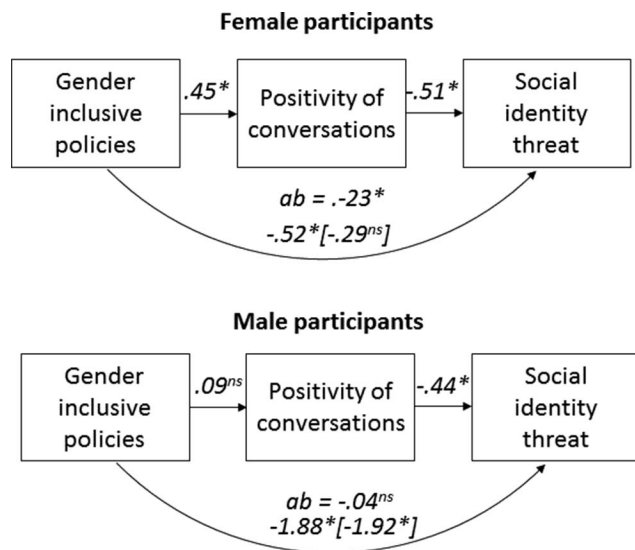 Female participants
Gender
inclusive
policies
.45*
Positivity of
conversations
-.51*
Social
identity
threat
ab = .-23*
-.52*[-.29ns]
Male participants
Gender
inclusive
policies
.09ns
Positivity of
conversations
-.44*
Social
identity
threat
ab = -.04ns
-1.88*[-1.92*]